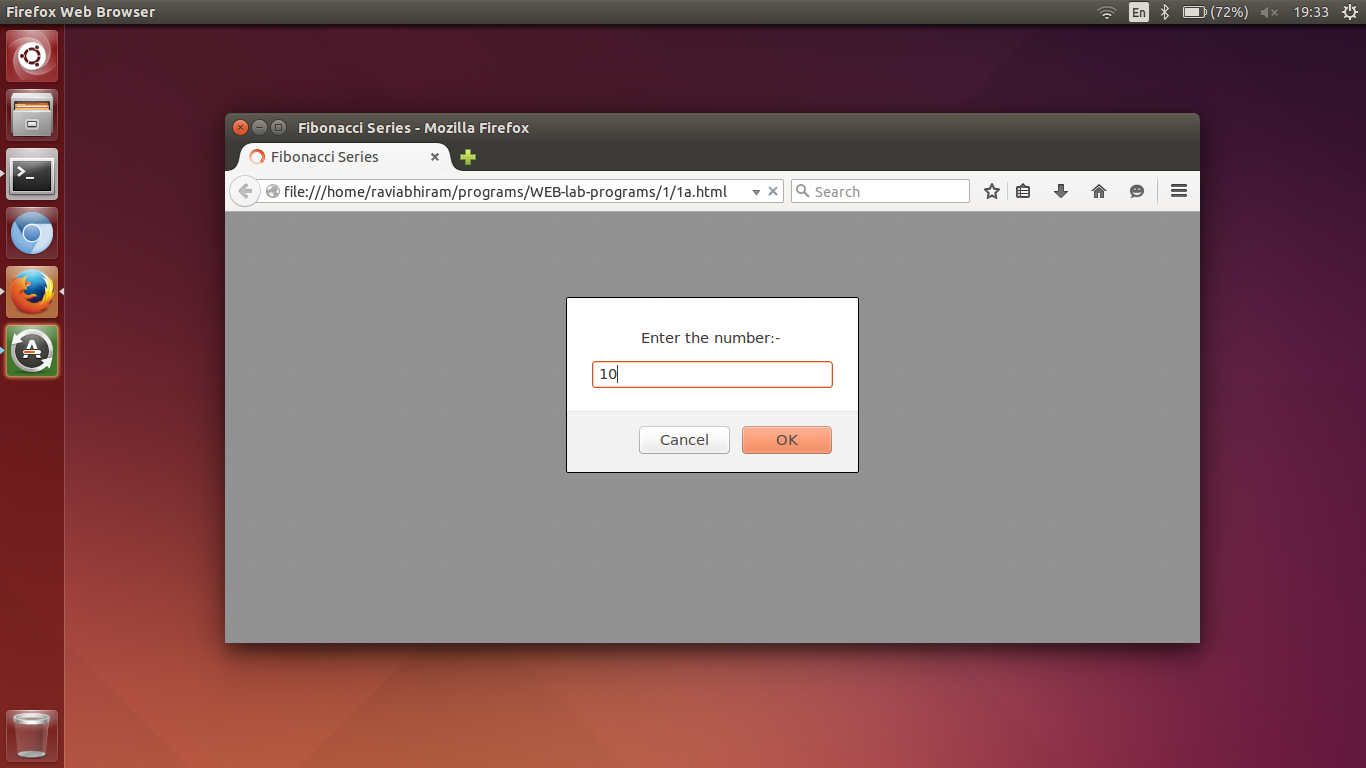 Firefox Web Browser
En
(72%)
19:33
Fibonacci Series - Mozilla Firefox
Fibonacci Series
file:///home/raviabhiram/programs/WEB-lab-programs/1/1a.html
Search
Enter the number:-
10
Cancel
OK